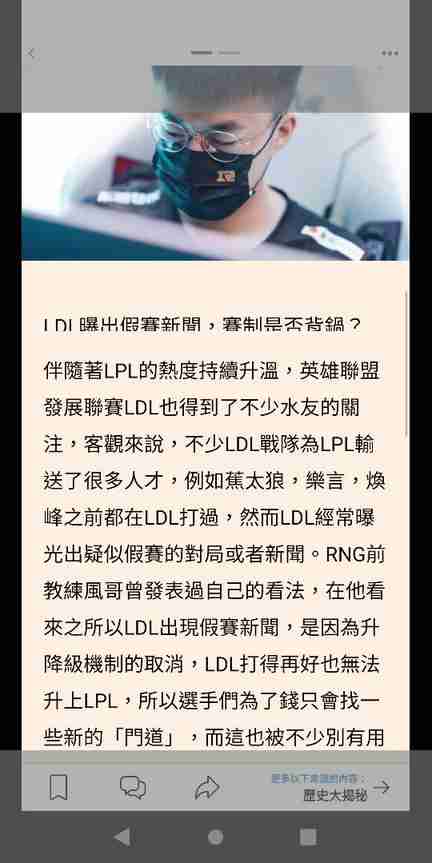 LDL曝出假賽新聞，賽制是否背鍋？
伴隨著LPL的熱度持續升溫，英雄聯盟
發展聯賽LDL也得到了不少水友的關
注，客觀來說，不少LDL戰隊為LPL輸
送了很多人才，例如蕉太狼，樂言，煥
峰之前都在LDL打過，然而LDL經常曝
光出疑似假賽的對局或者新聞。RNG前
教練風哥曾發表過自己的看法，在他看
來之所以LDL出現假賽新聞，是因為升
降級機制的取消，LDL打得再好也無法
升上LPL，所以選手們為了錢只會找一
些新的「門道」，而這也被不少別有用
更多以下來源的內容：
歷史大揭秘